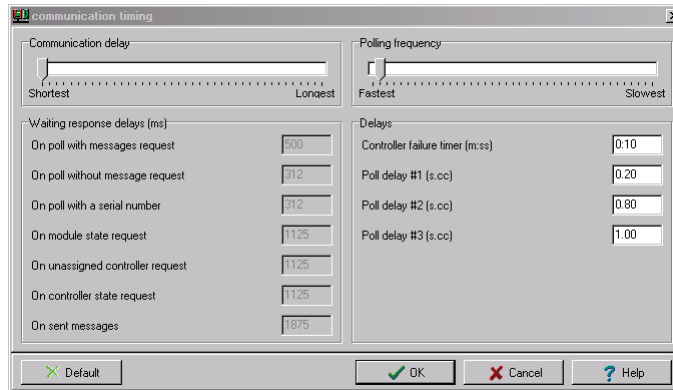 communication timing
Communication delay
Shortest Longest
Polling frequency
Fastest Slowest
Waiting response delays (ms)
On poll with messages request 500
On poll without message request 312
On poll with a serial number 312
On module state request 1125
On unassigned controller request 1125
On controller state request 1125
On sent messages 1875
Delays
Controller failure timer (m:ss) 0:10
Poll delay #1 (s.cc) 0.20
Poll delay #2 (s.cc) 0.80
Poll delay #3 (s.cc) 1.00
Default OK Cancel Help